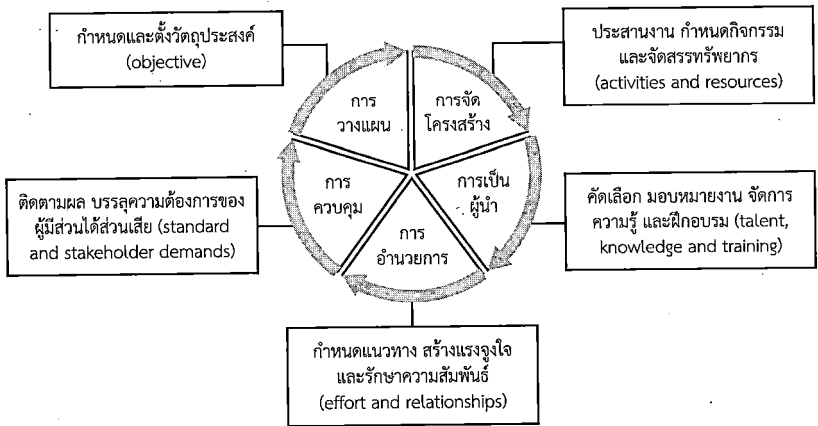 กำหนดและตั้งวัตถุประสงค์
(objective)
ประสานงาน กำหนดกิจกรรม
และจัดสรรทรัพยากร
(activities and resources)
การ
วางแผน
การจัด
โครงสร้าง
ติดตามผล บรรลุความต้องการของ
ผู้มีส่วนได้ส่วนเสีย (standard
and stakeholder demands)
การ
ควบคุม
การเป็น
ผู้นำ
คัดเลือก มอบหมายงาน จัดการ
ความรู้ และฝึกอบรม (talent,
knowledge and training)
การ
อำนวยการ
กำหนดแนวทาง สร้างแรงจูงใจ
และรักษาความสัมพันธ์
(effort and relationships)